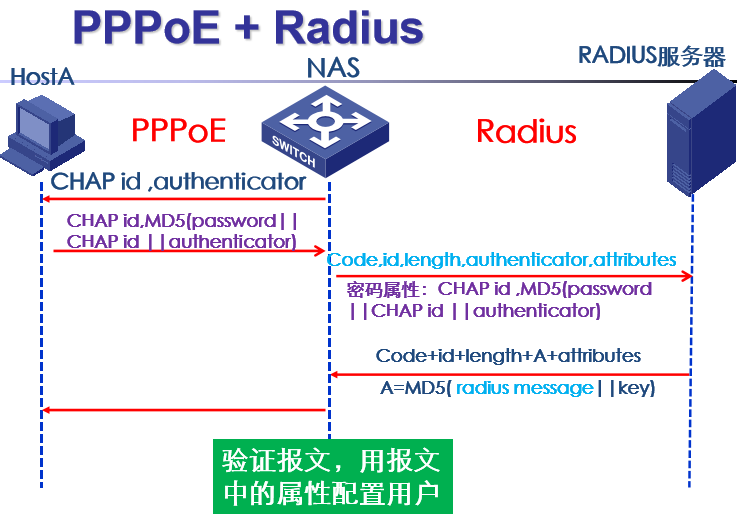 PPPoE + Radius
HostA
NAS
RADIUS服务器
PPPoE
SWITCH
Radius
CHAP id ,authenticator
CHAP id,MD5(password||
CHAP id ||authenticator)
Code,id,length,authenticator,attributes
密码属性：CHAP id ,MD5(password
||CHAP id ||authenticator)
Code+id+length+A+attributes
A=MD5( radius message||key)
验证报文，用报文
中的属性配置用户